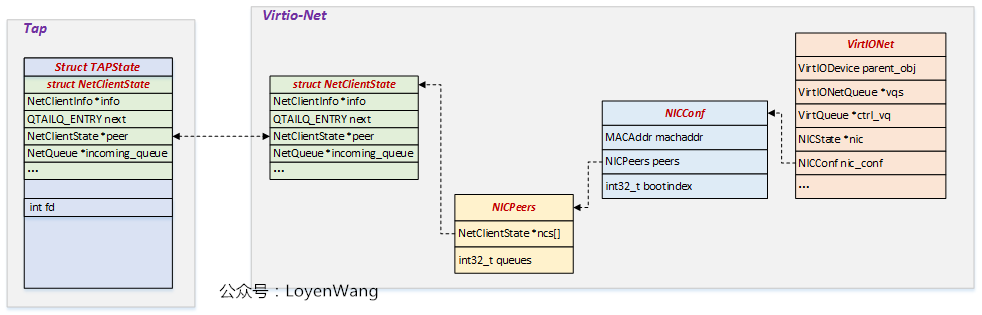 Tap
Struct TAPState
struct NetClientState
NetClientInfo *info
QTAILQ_ENTRY next
NetClientState *peer
NetQueue *incoming_queue
...
int fd
Virtio-Net
struct NetClientState
NetClientInfo *info
QTAILQ_ENTRY next
NetClientState *peer
NetQueue *incoming_queue
...
NICPeers
NetClientState *ncs[]
int32_t queues
NICConf
MACAddr machaddr
NICPeers peers
int32_t bootindex
VirtIONet
VirtIODevice parent_obj
VirtIONetQueue *vqs
VirtQueue *ctrl_vq
NICState *nic
NICConf nic_conf
...
公众号：LoyenWang